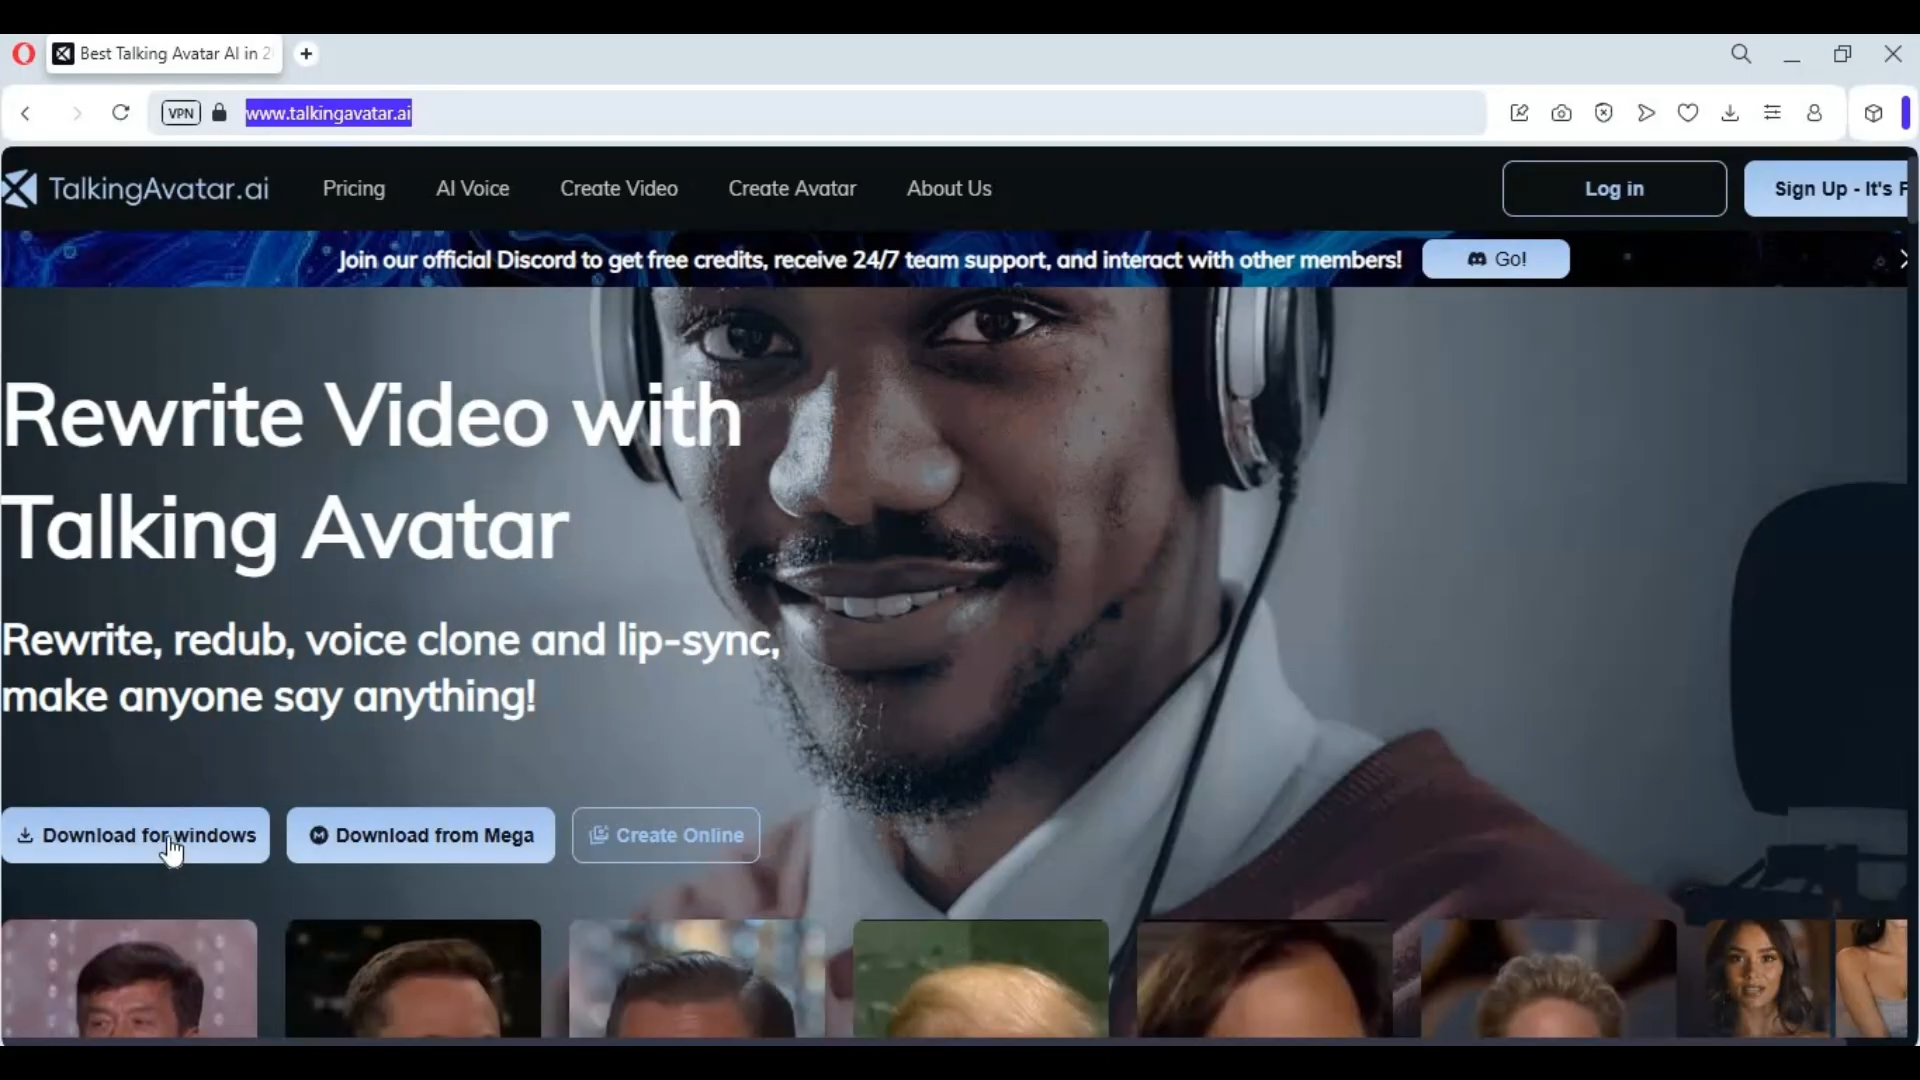 Best Talking Avatar AI in 2
VPN
www.talkingavatar.ai
TalkingAvatar.ai
Pricing
AI Voice
Create Video
Create Avatar
About Us
Log in
Sign Up - It's F
Join our official Discord to get free credits, receive 24/7 team support, and interact with other members!
Go!
Rewrite Video with
Talking Avatar
Rewrite, redub, voice clone and lip-sync,
make anyone say anything!
Download for windows
Download from Mega
Create Online